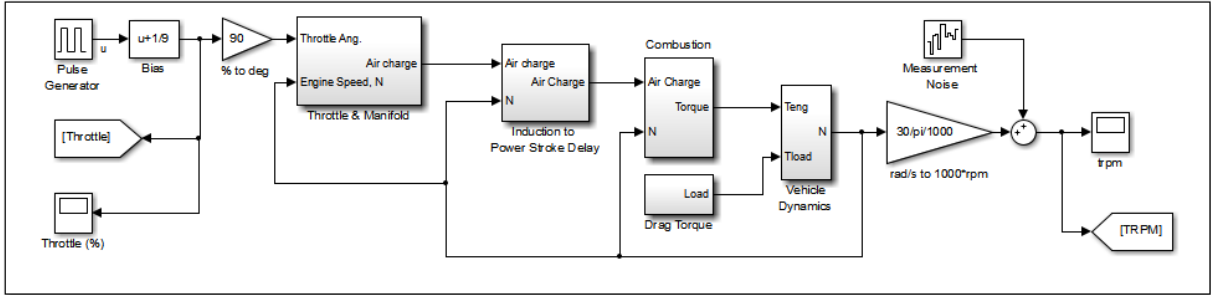 Pulse
Generator
u
u+1/9
Bias
90
% to deg
[Throttle]
Throttle (%)
Throttle Ang.
Air charge
Engine Speed, N
Throttle & Manifold
Air charge
Air Charge
N
Induction to
Power Stroke Delay
Combustion
Air Charge
Torque
N
Load
Drag Torque
Teng
N
Tload
Vehicle
Dynamics
30/pi/1000
rad/s to 1000*rpm
Measurement
Noise
++
trpm
[TRPM]